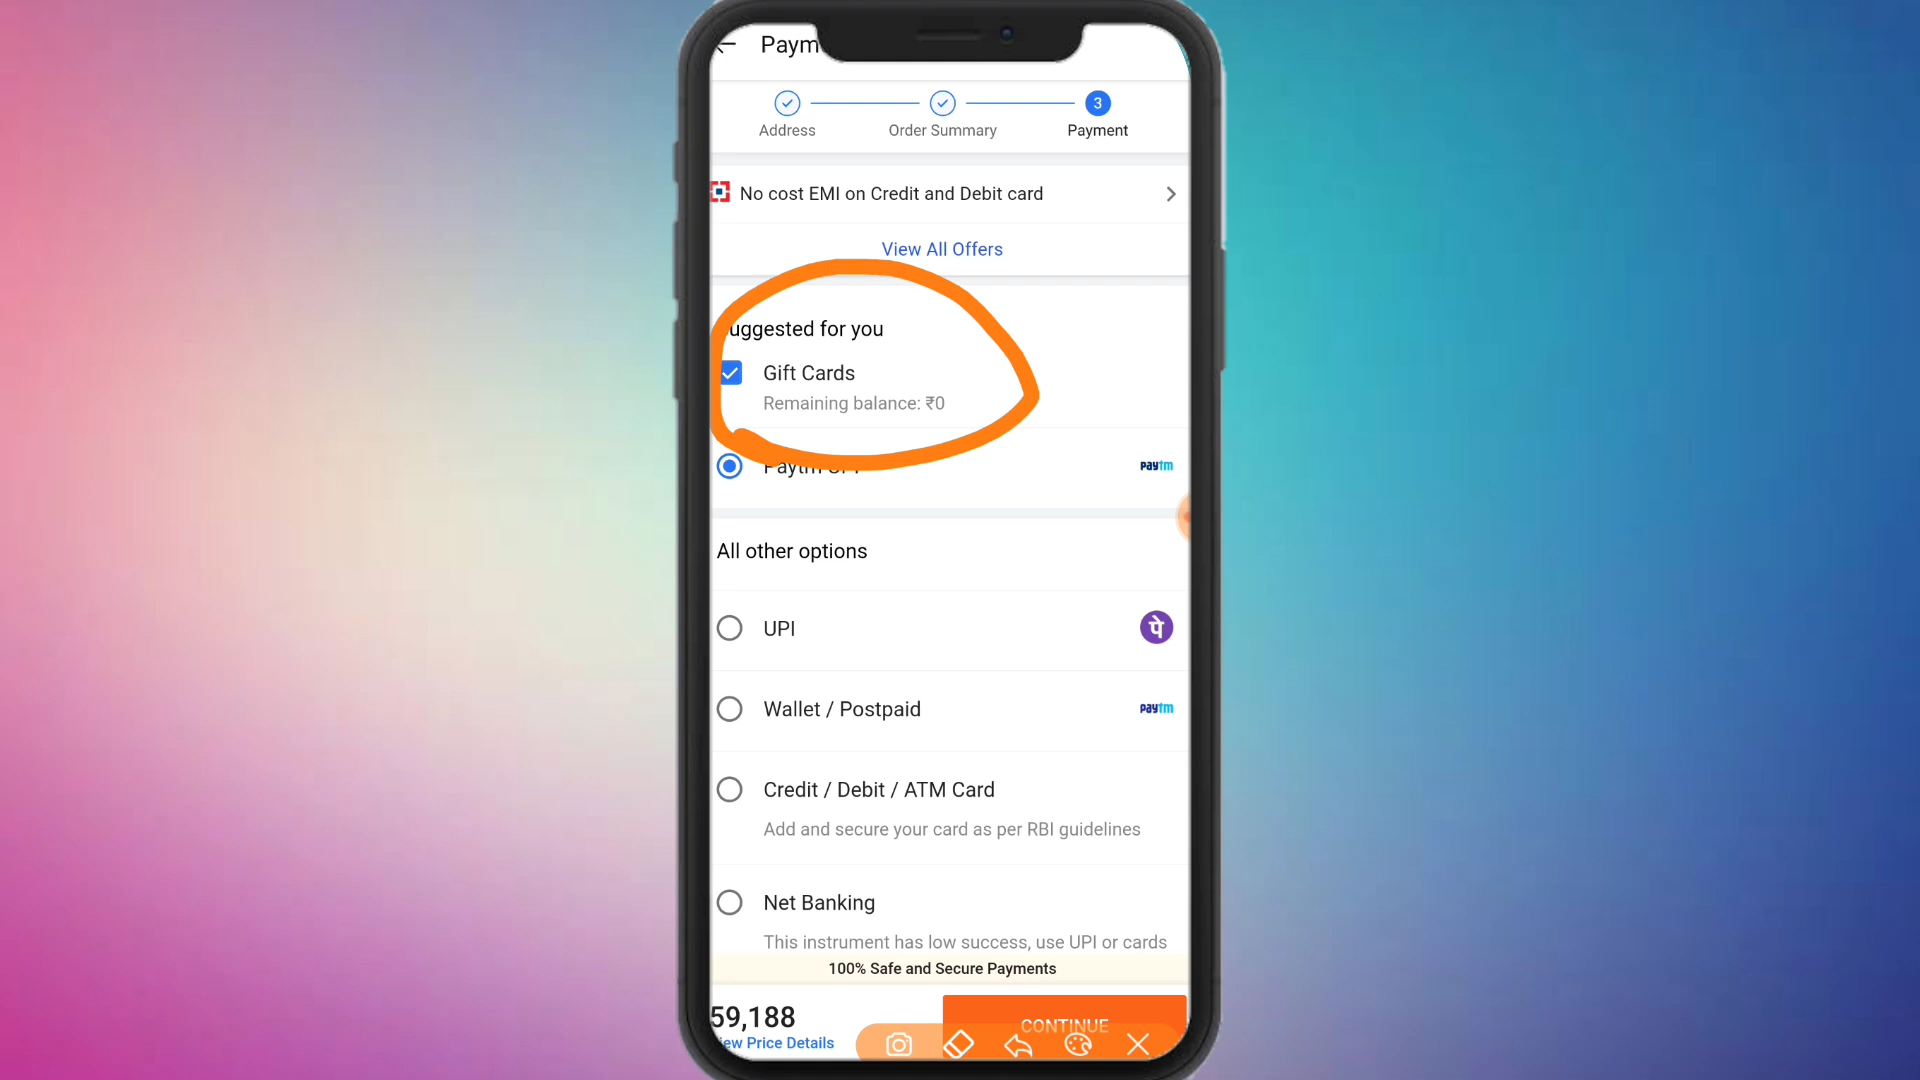 Paym
3
Address
Order Summary
Payment
No cost EMI on Credit and Debit card
View All Offers
uggested for you
Gift Cards
Remaining balance: ₹0
Paytm UPI
paytm
All other options
UPI
पे
Wallet / Postpaid
paytm
Credit / Debit / ATM Card
Add and secure your card as per RBI guidelines
Net Banking
This instrument has low success, use UPI or cards
100% Safe and Secure Payments
59,188
CONTINUE
ew Price Details